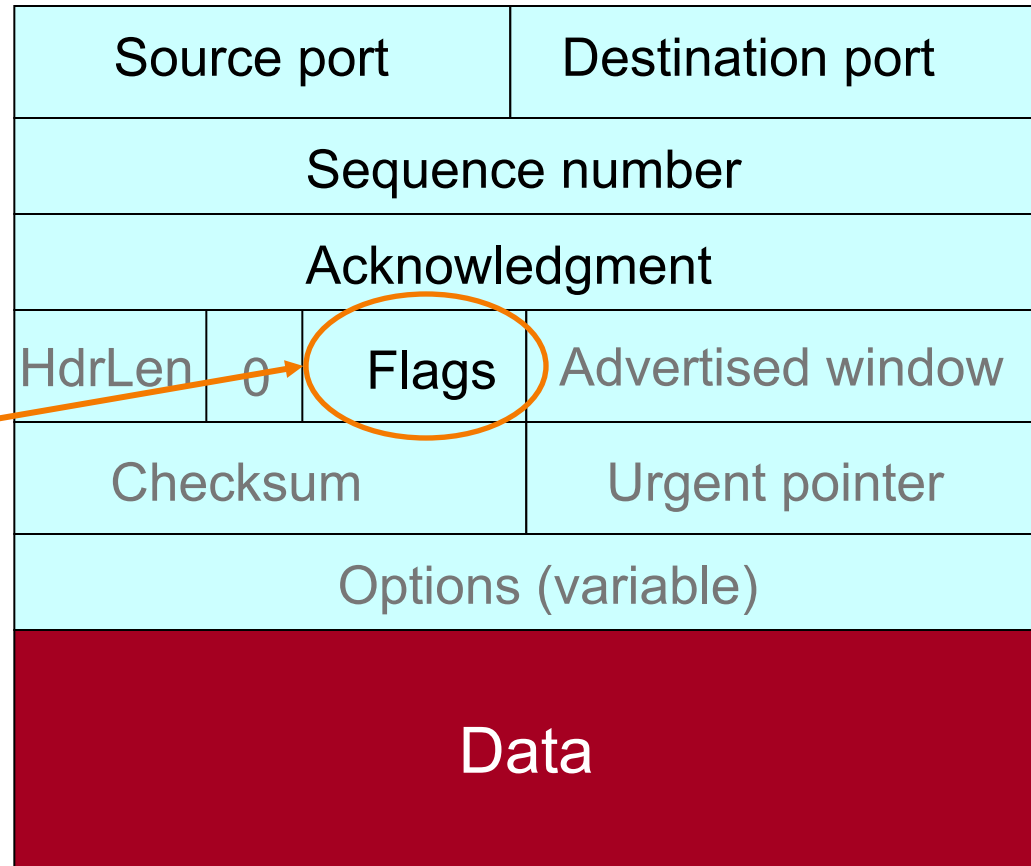 Source port Destination port
Sequence number
Acknowledgment
HdrLen 0 Flags Advertised window
Checksum Urgent pointer
Options (variable)
Data